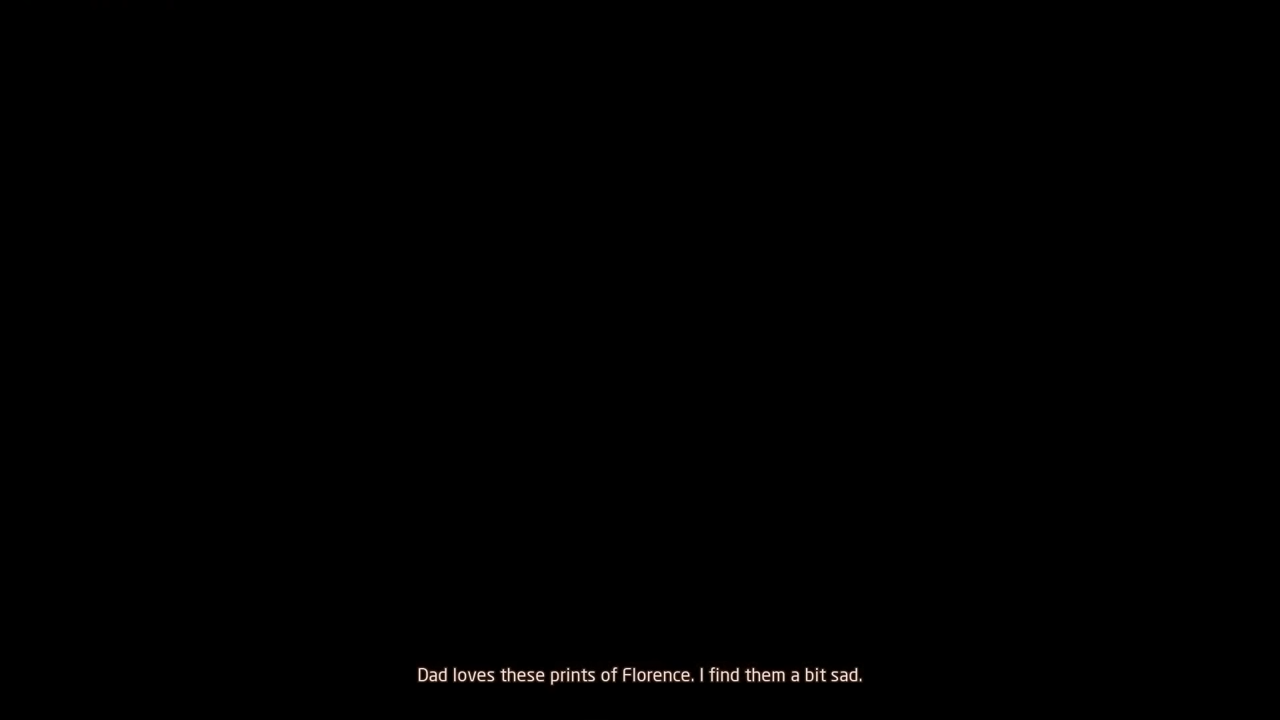 Dad loves these prints of Florence. I find them a bit sad.